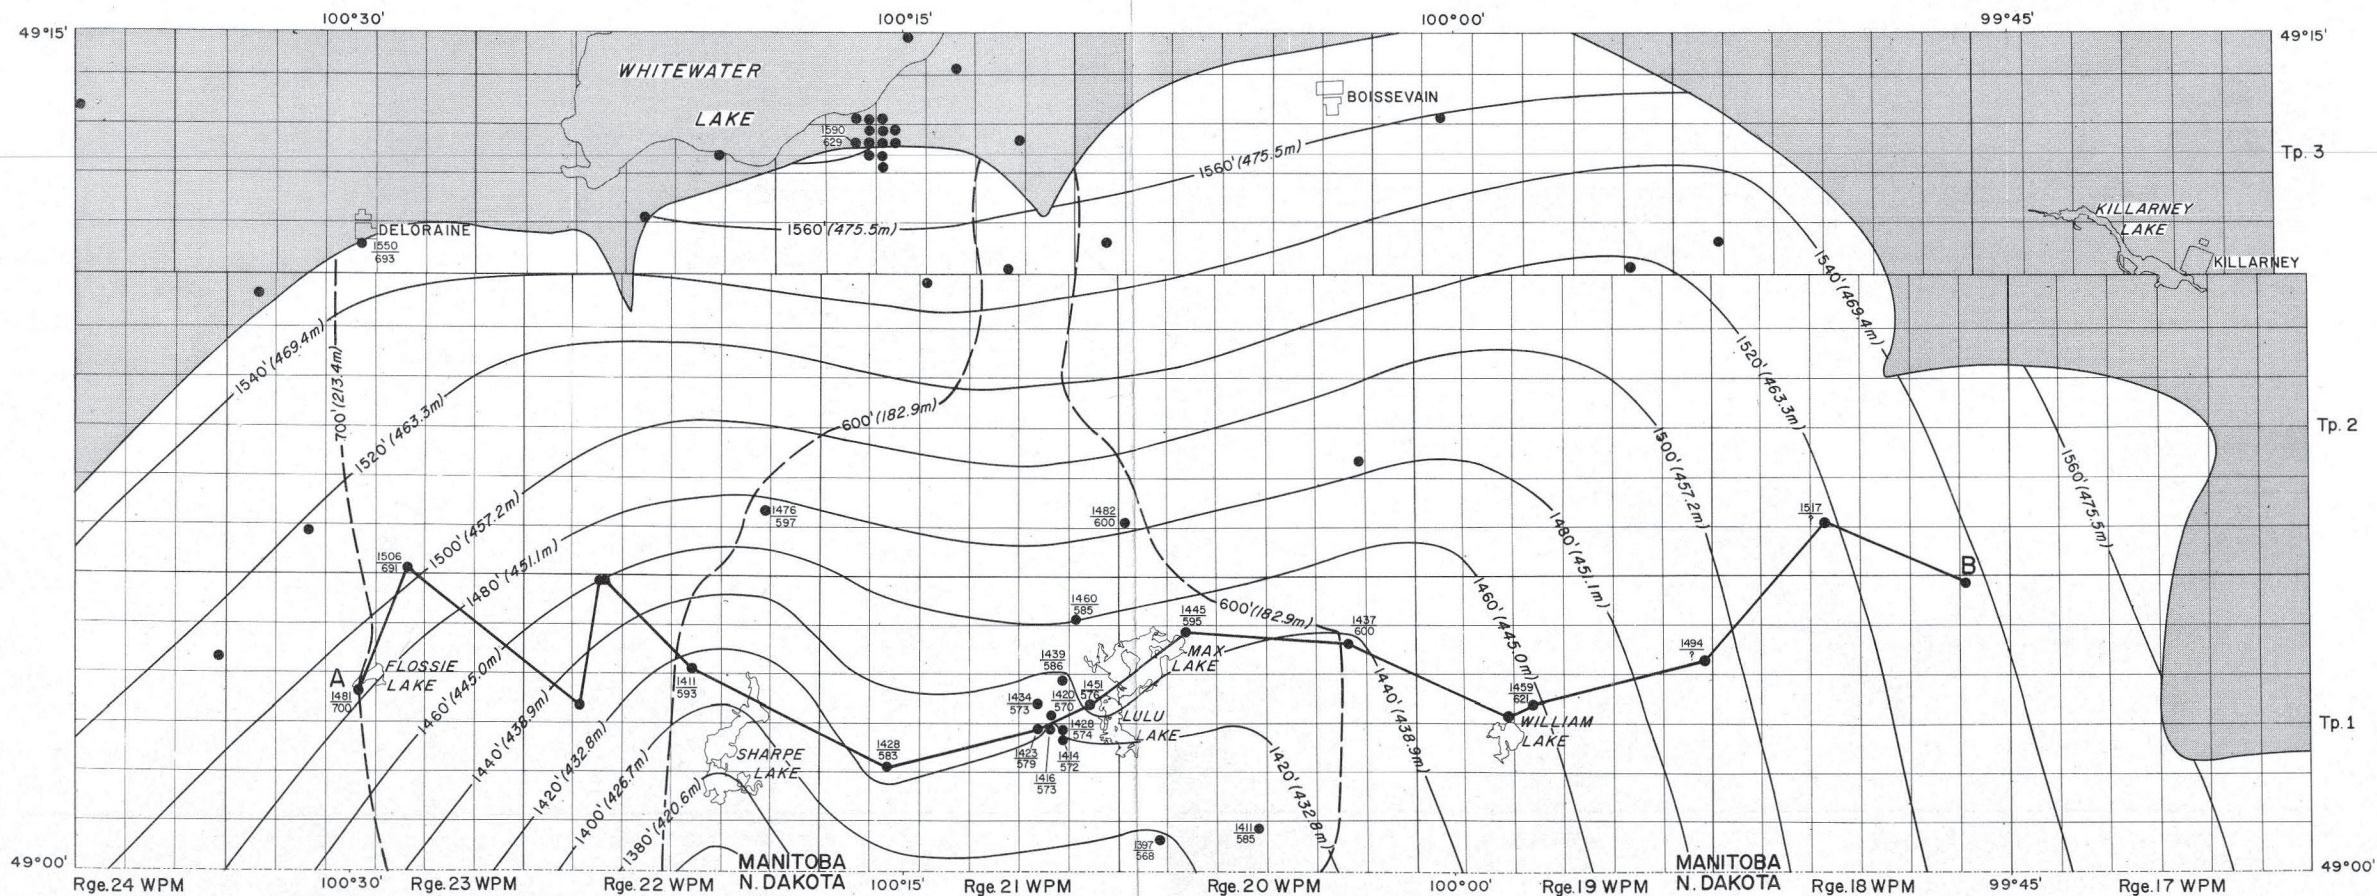 100°30'
100°15'
100°00'
99°45'
49°15'
49°15'
WHITEWATER
LAKE
BOISSEVAIN
1590
629
1560'(475.5m)
Tp. 3
KILLARNEY
LAKE
KILLARNEY
DELORAINE
1550
693
1560'(475.5m)
1540'(469.4m)
1540'(469.4m)
700'(213.4m)
1520'(463.3m)
1520'(463.3m)
600'(182.9m)
Tp. 2
1500'(457.2m)
1500'(457.2m)
1560'(475.5m)
1476
597
1482
600
1517
?
1480'(451.1m)
1480'(451.1m)
1506
691
B
1460
585
600'(182.9m)
1445
595
1437
600
1460'(445.0m)
1460'(445.0m)
A
FLOSSIE
LAKE
1481
700
1411
593
1439
586
MAX
LAKE
1494
?
1434
573
1420
570
1451
576
1459
621
1440'(438.9m)
1440'(438.9m)
LULU
LAKE
WILLIAM
LAKE
Tp. 1
1428
574
1428
583
1423
579
1416
573
1414
572
SHARPE
LAKE
1420'(432.8m)
1420'(432.8m)
1400'(426.7m)
1380'(420.6m)
1397
568
1411
585
49°00'
49°00'
MANITOBA
N. DAKOTA
MANITOBA
N. DAKOTA
Rge. 24 WPM
100°30'
Rge. 23 WPM
Rge. 22 WPM
100°15'
Rge. 21 WPM
Rge. 20 WPM
100°00'
Rge. 19 WPM
Rge. 18 WPM
99°45'
Rge. 17 WPM